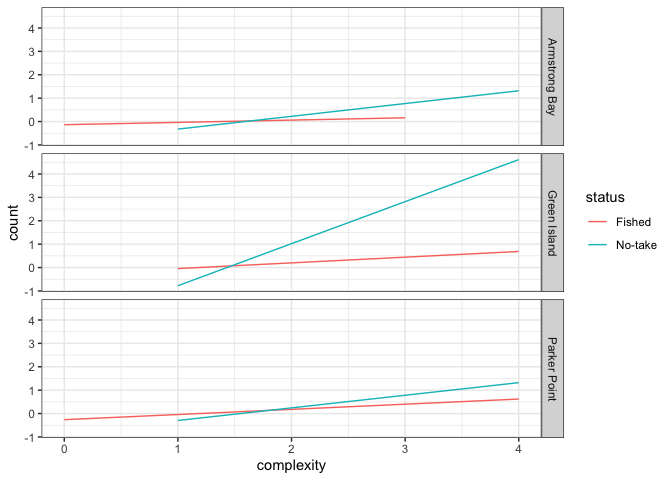 4
3
2
1
0
-1
Armstrong Bay
4
3
2
1
0
-1
Green Island
4
3
2
1
0
-1
Parker Point
0 1 2 3 4
complexity
count
status
Fished
No-take